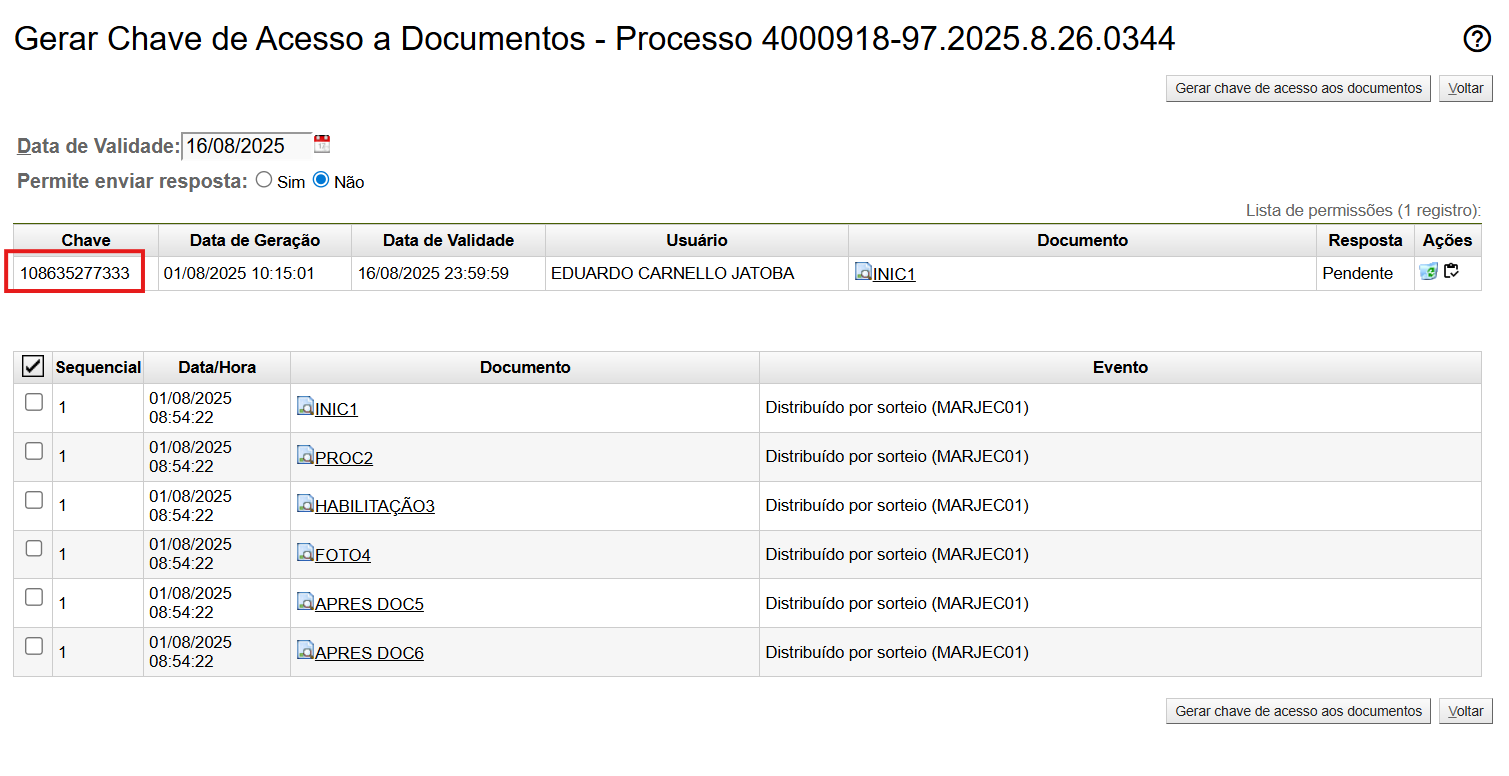 Gerar Chave de Acesso a Documentos - Processo 4000918-97.2025.8.26.0344
Gerar chave de acesso aos documentos Voltar
Data de Validade: 16/08/2025
Permite enviar resposta: Sim Não
Lista de permissões (1 registro):
Chave Data de Geração Data de Validade Usuário Documento Resposta Ações
108635277333 01/08/2025 10:15:01 16/08/2025 23:59:59 EDUARDO CARNELLO JATOBA INIC1 Pendente
Sequencial Data/Hora Documento Evento
1 01/08/2025 08:54:22 INIC1 Distribuído por sorteio (MARJEC01)
1 01/08/2025 08:54:22 PROC2 Distribuído por sorteio (MARJEC01)
1 01/08/2025 08:54:22 HABILITAÇÃO3 Distribuído por sorteio (MARJEC01)
1 01/08/2025 08:54:22 FOTO4 Distribuído por sorteio (MARJEC01)
1 01/08/2025 08:54:22 APRES DOC5 Distribuído por sorteio (MARJEC01)
1 01/08/2025 08:54:22 APRES DOC6 Distribuído por sorteio (MARJEC01)
Gerar chave de acesso aos documentos Voltar